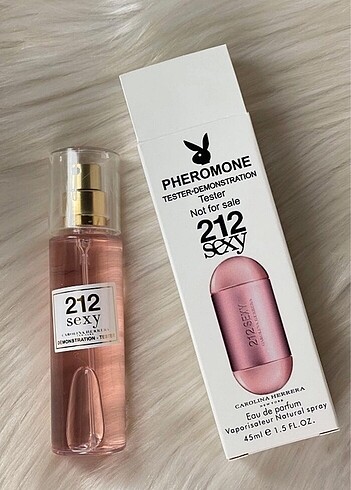 212
sexy
CAROLINA HERRERA
DEMONSTRATION - TESTER
PHEROMONE
TESTER-DEMONSTRATION
Tester
Not for sale
212
sexy
212 SEXY
CAROLINA HERRERA
NEW YORK
Eau de parfum
Vaporisateur Natural spray
45ml e 1.5 FL.OZ.